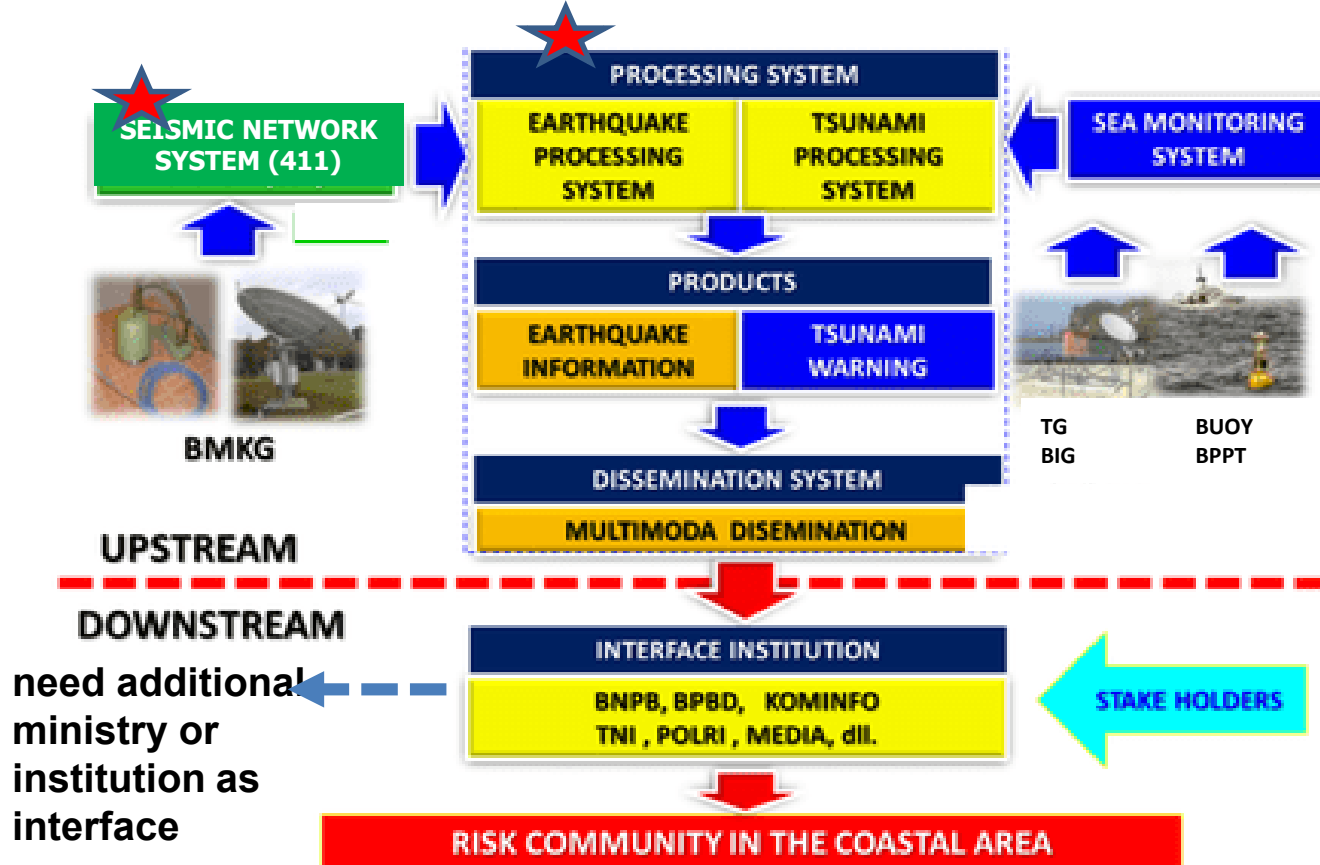 PROCESSING SYSTEM
SEISMIC NETWORK
SYSTEM (411)
EARTHQUAKE
PROCESSING
SYSTEM
TSUNAMI
PROCESSING
SYSTEM
SEA MONITORING
SYSTEM
PRODUCTS
EARTHQUAKE
INFORMATION
TSUNAMI
WARNING
BMKG
TG
BIG
BUOY
BPPT
DISSEMINATION SYSTEM
MULTIMODA DISEMINATION
UPSTREAM
DOWNSTREAM
need additional
ministry or
institution as
interface
INTERFACE INSTITUTION
BNPB, BPBD, KOMINFO
TNI , POLRI , MEDIA, dll.
STAKE HOLDERS
RISK COMMUNITY IN THE COASTAL AREA